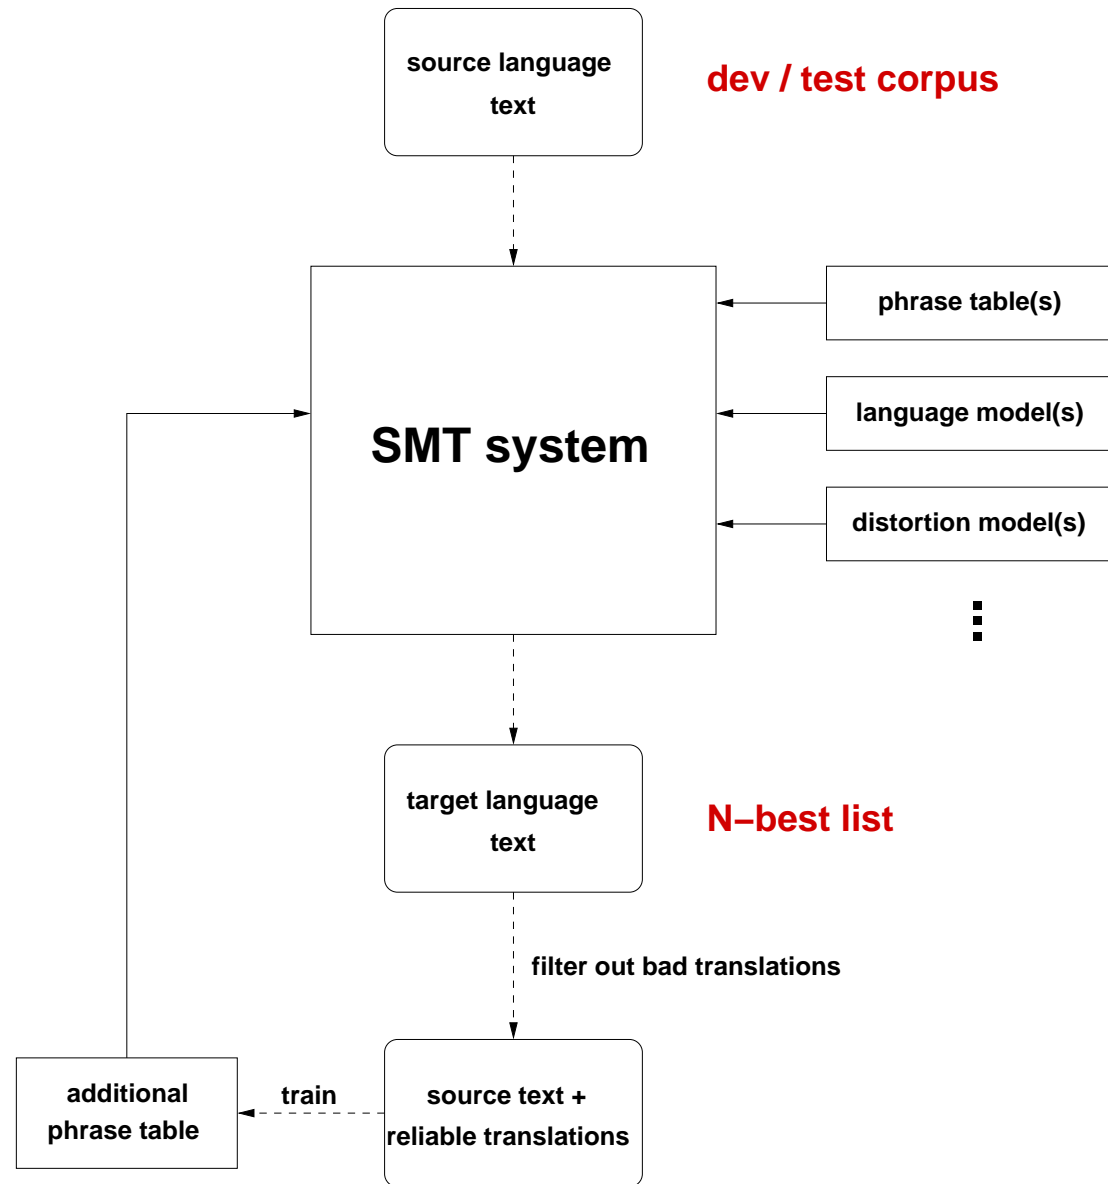 source language
text
dev / test corpus
phrase table(s)
language model(s)
SMT system
distortion model(s)
target language
text
N–best list
filter out bad translations
additional
phrase table
train
source text +
reliable translations